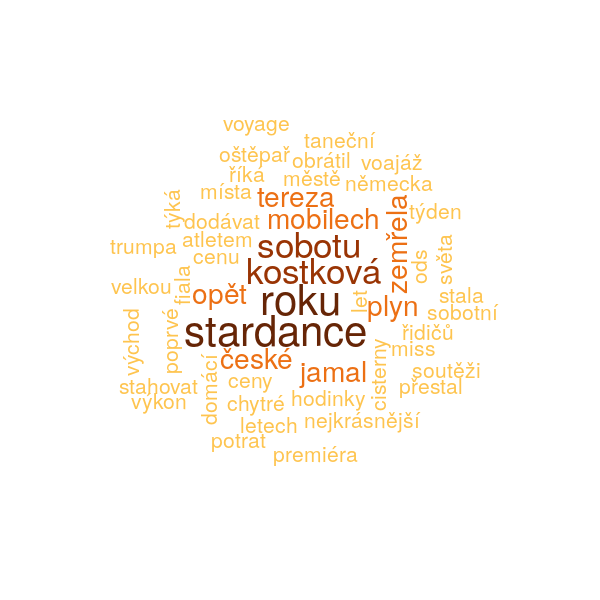 voyage
taneční
oštěpař
obrátil
voajáž
říká
městě
německa
místa
tereza
týká
zemřela
dodávat
mobilech
týden
atletem
sobotu
trumpa
cenu
ods
světa
kostková
velkou
fiala
opět
roku
let
plyn
stala
sobotní
stardance
východ
poprvé
řidičů
miss
české
cisterny
jamal
soutěži
stahovat
domácí
ceny
přestal
výkon
chytré
hodinky
letech
nejkrásnější
potrat
premiéra